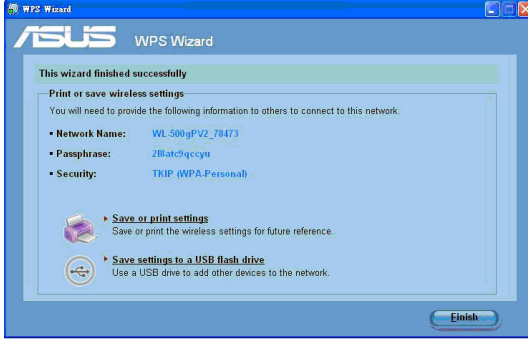 WPS Wizard
ASUS WPS Wizard
This wizard finished successfully
Print or save wireless settings
You will need to provide the following information to others to connect to this network.
▪ Network Name: WL-500gPV2_78473
▪ Passphrase: 2l8atc9qccyu
▪ Security: TKIP (WPA-Personal)
Save or print settings
Save or print the wireless settings for future reference.
Save settings to a USB flash drive
Use a USB drive to add other devices to the network.
Finish